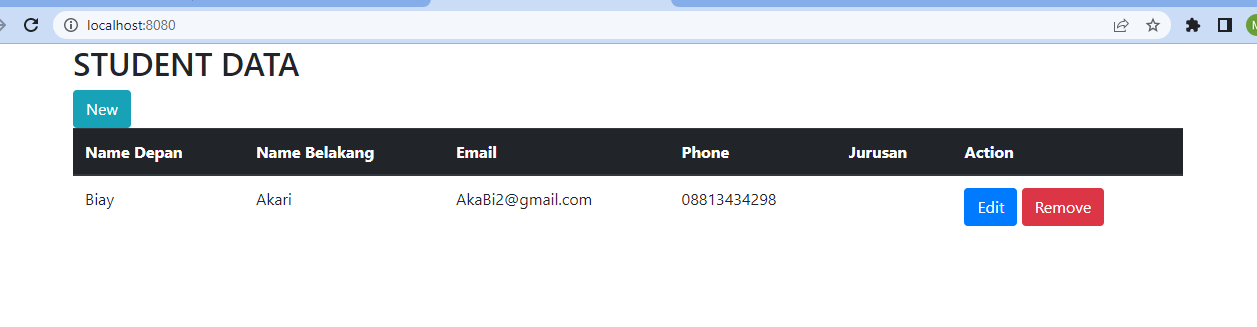 localhost:8080
STUDENT DATA
New
Name Depan Name Belakang Email Phone Jurusan Action
Biay Akari AkaBi2@gmail.com 08813434298 Edit Remove